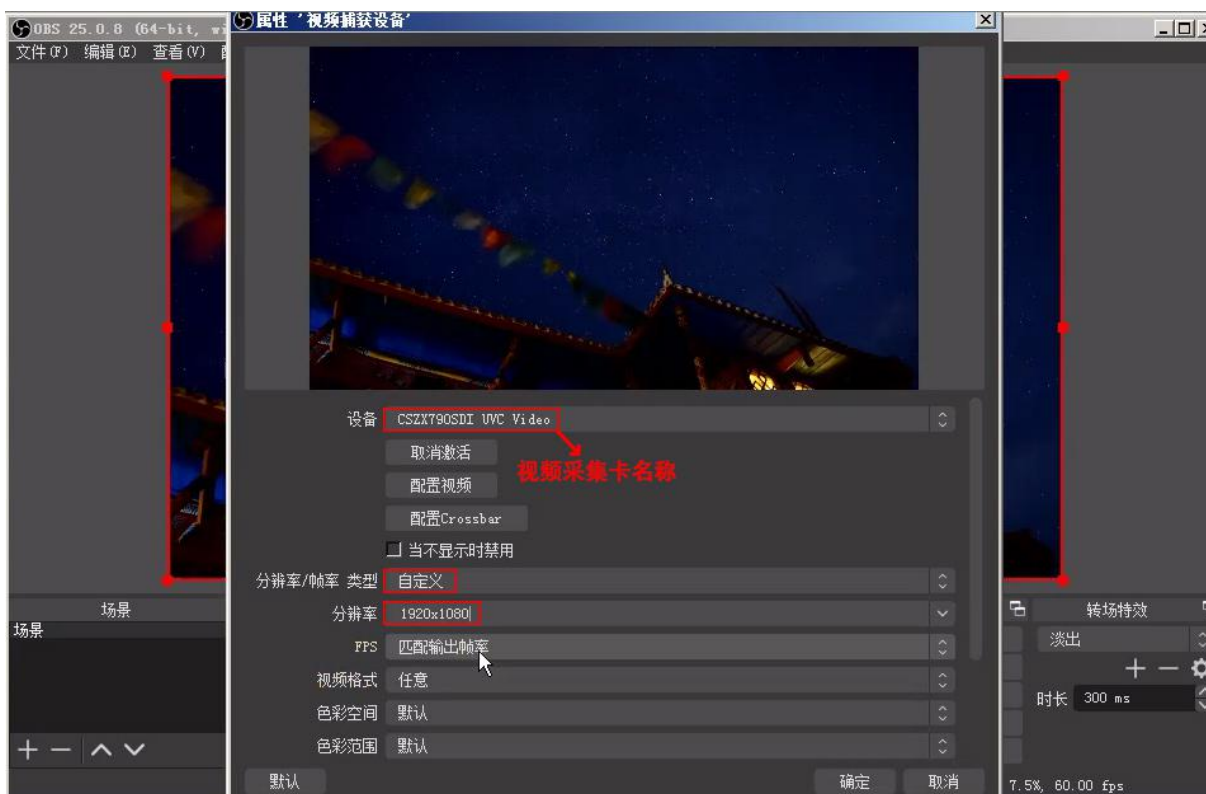 OBS 25.0.8 (64-bit,
属性 '视频捕获设备'
文件(F) 编辑(E) 查看(V)
设备 CSZX790SDI UVC Video
取消激活
视频采集卡名称
配置视频
配置Crossbar
当不显示时禁用
分辨率/帧率 类型 自定义
分辨率 1920x1080
FPS 匹配输出帧率
视频格式 任意
色彩空间 默认
色彩范围 默认
默认 确定 取消
场景
场景
转场特效
淡出
时长 300 ms
7.5%, 60.00 fps